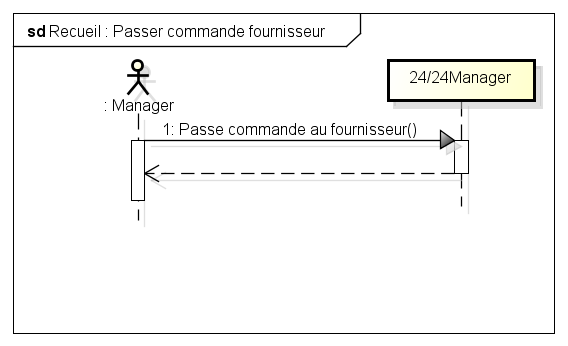 sd Recueil : Passer commande fournisseur
: Manager
24/24Manager
1: Passe commande au fournisseur()